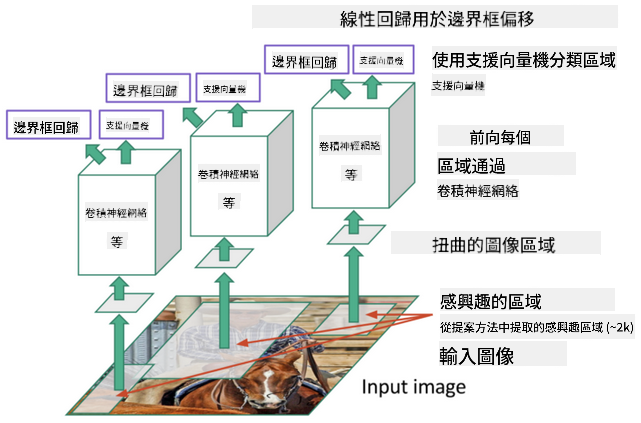 線性回歸用於邊界框偏移
邊界框回歸
支援向量機
使用支援向量機分類區域
支援向量機
邊界框回歸
支援向量機
邊界框回歸
支援向量機
前向每個
區域通過
卷積神經網絡
卷積神經網絡
等
卷積神經網絡
等
卷積神經網絡
等
扭曲的圖像區域
感興趣的區域
從提案方法中提取的感興趣區域 (~2k)
輸入圖像
Input image